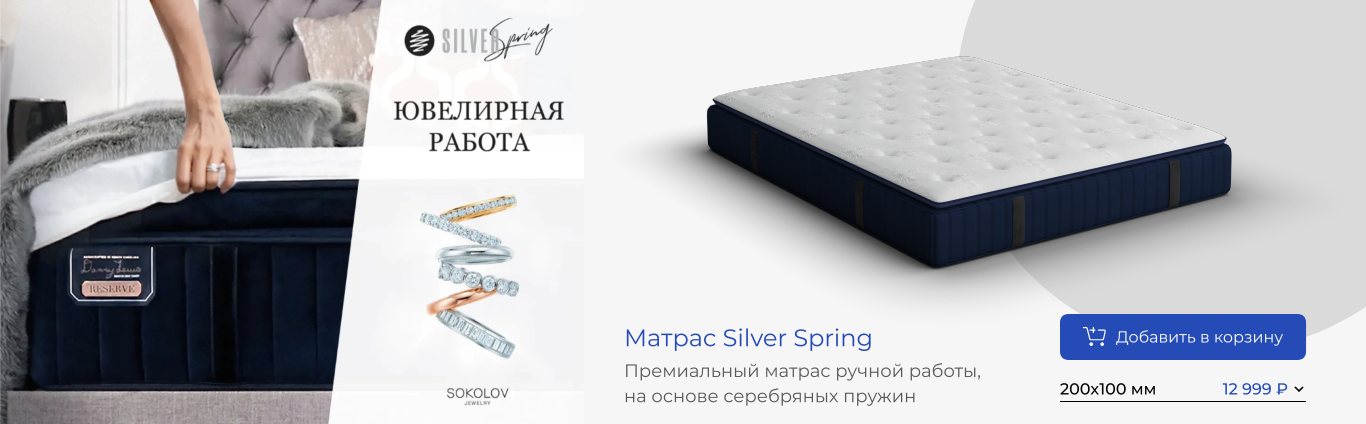 SILVER Spring
ЮВЕЛИРНАЯ
РАБОТА
RESERVE
SOKOLOV
JEWELRY
Матрас Silver Spring
Премиальный матрас ручной работы,
на основе серебряных пружин
Добавить в корзину
200x100 мм
12 999 ₽